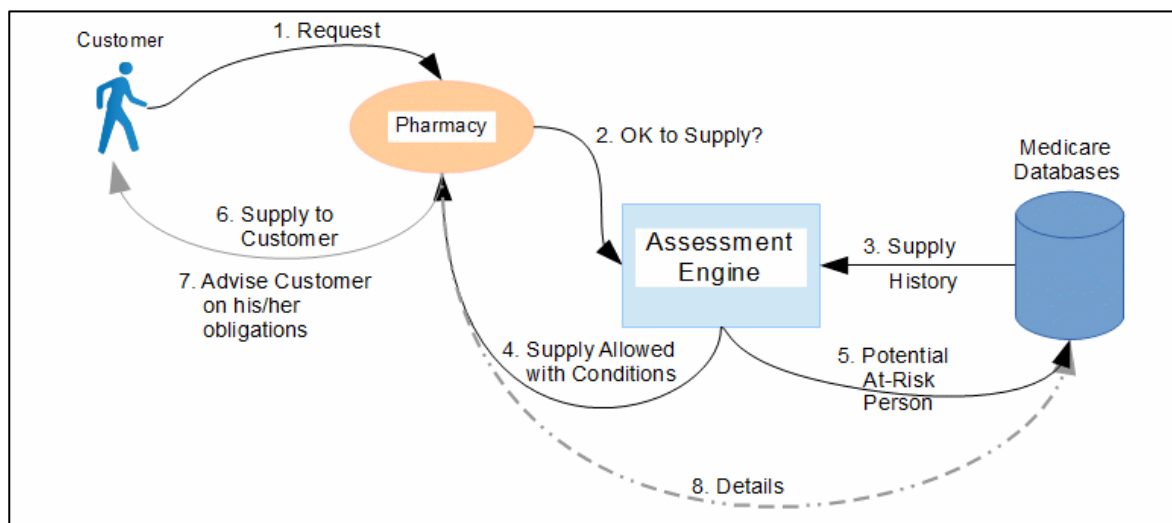 Customer
1. Request
Pharmacy
2. OK to Supply?
Medicare
Databases
Assessment
Engine
3. Supply
History
6. Supply to
Customer
7. Advise Customer
on his/her
obligations
4. Supply Allowed
with Conditions
5. Potential
At-Risk
Person
8. Details